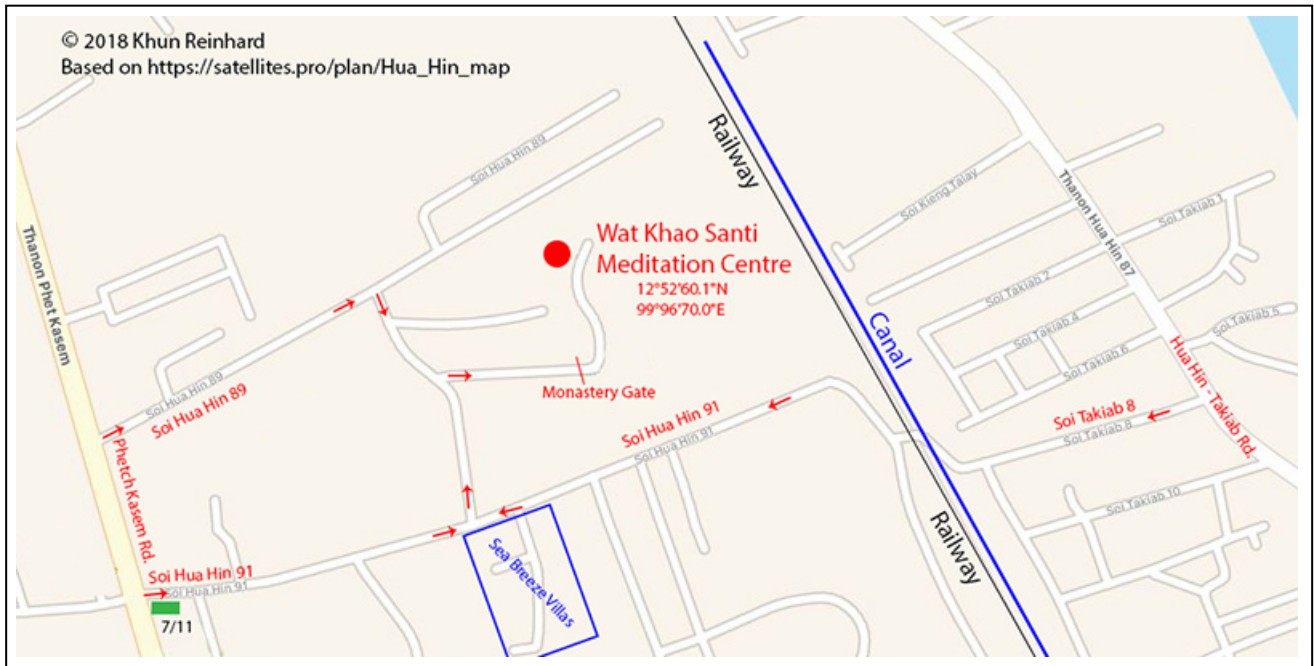 © 2018 Khun Reinhard
Based on https://satellites.pro/plan/Hua_Hin_map
Railway
Soi Hua Hin 89
Soi Kieng Talay
Thanon Hua Hin 87
Soi Takiab 1
Wat Khao Santi
Meditation Centre
12°52'60.1"N
99°96'70.0"E
Thanon Phet Kasem
Soi Takiab 2
Canal
Soi Takiab 4
Soi Takiab 5
Soi Takiab 6
Hua Hin - Takiab Rd.
Soi Hua Hin 89
Soi Hua Hin 89
Monastery Gate
Soi Hua Hin 91
Soi Hua Hin 91
Soi Takiab 8
Soi Takiab 8
Phetch Kasem Rd.
Soi Takiab 10
Railway
Sea Breeze Villas
Soi Hua Hin 91
Soi Hua Hin 91
7/11